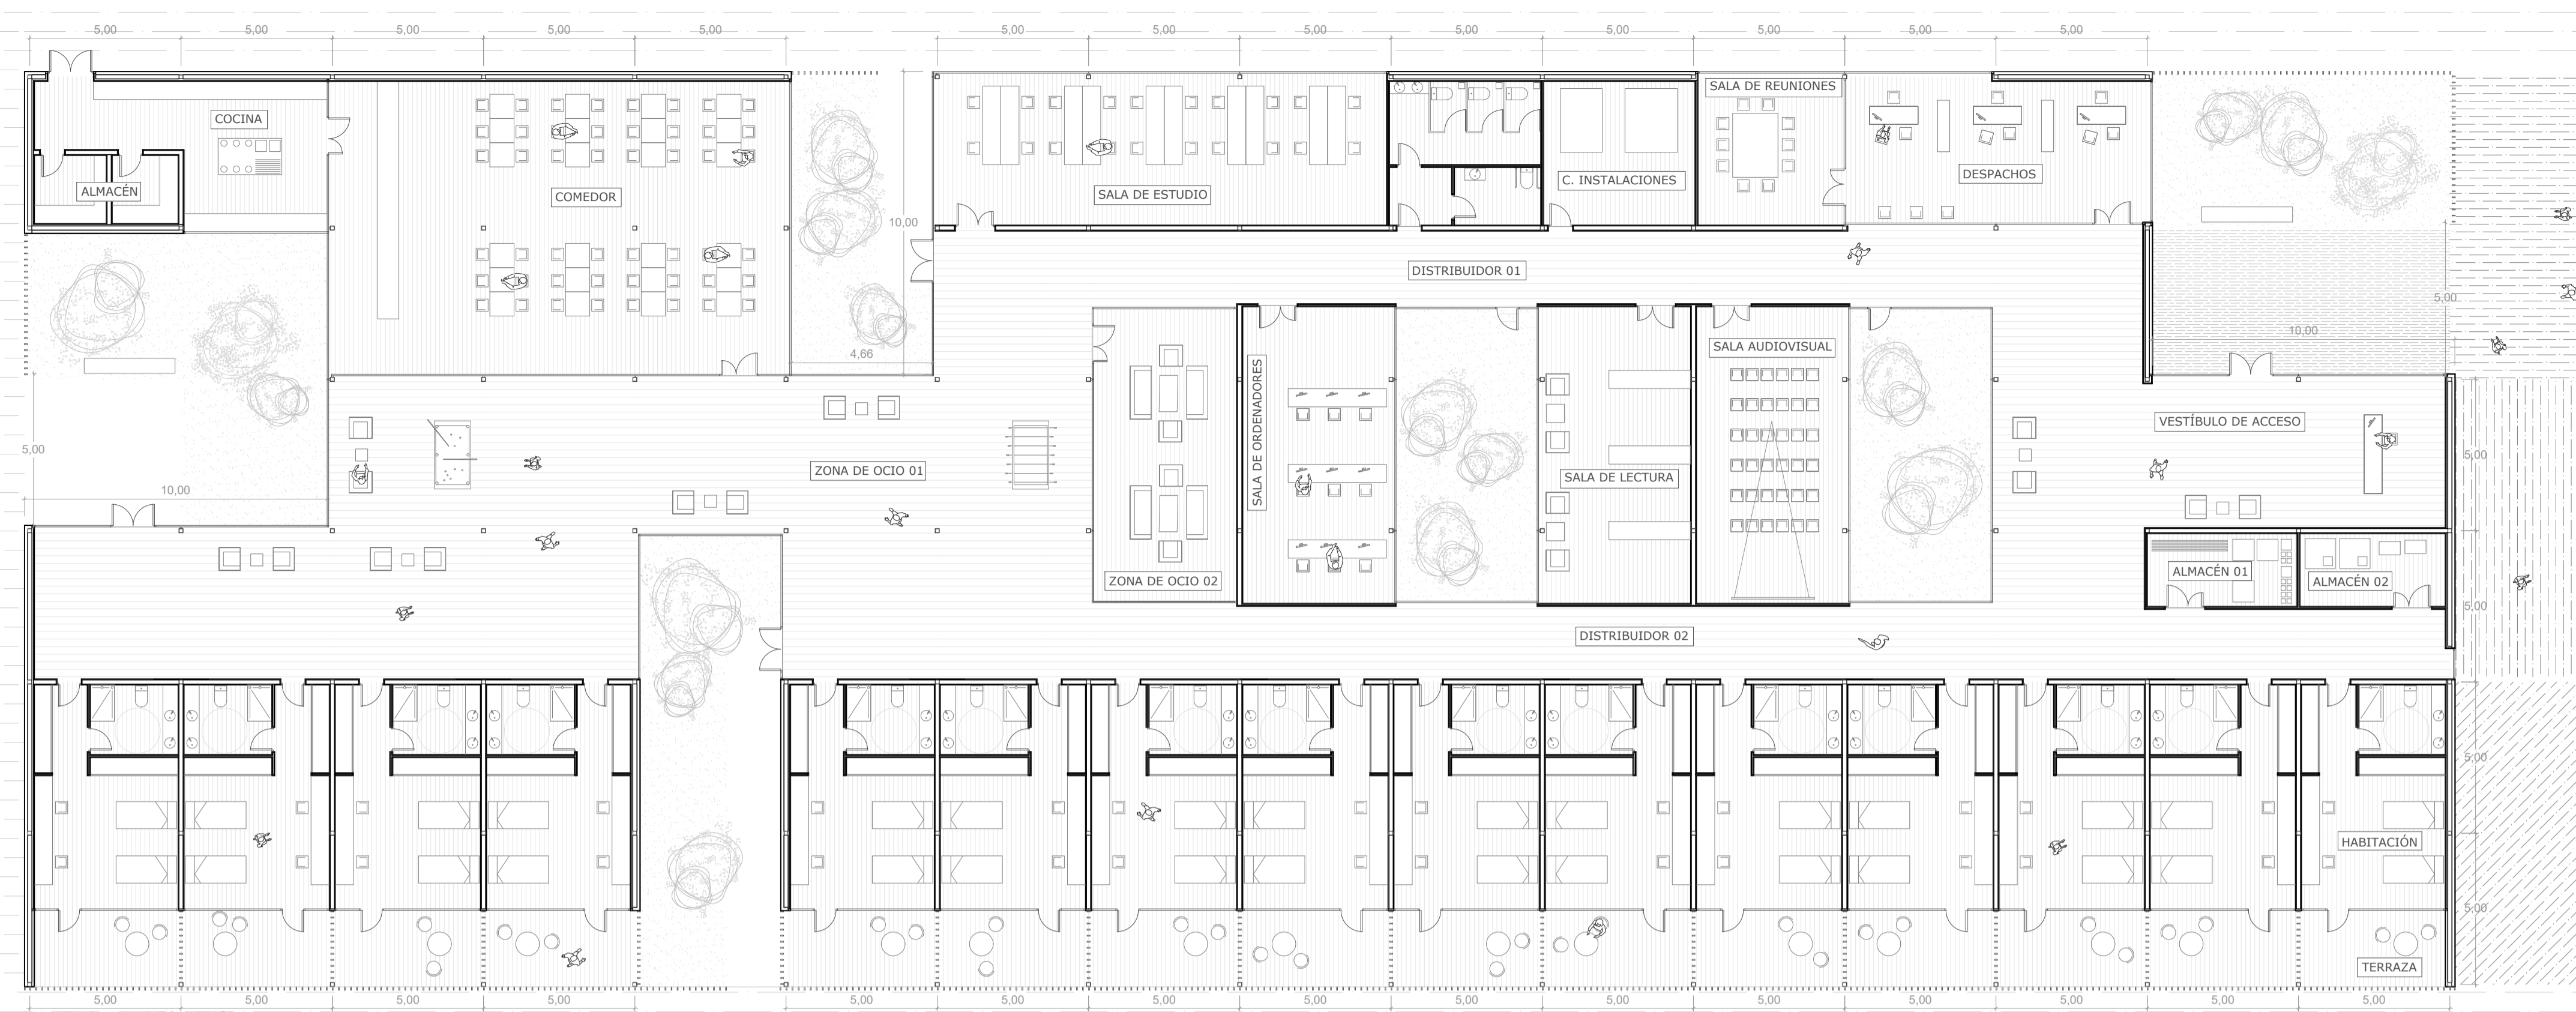 5,00 5,00 5,00 5,00 5,00 5,00 5,00 5,00 5,00 5,00 5,00 5,00 5,00
SALA DE REUNIONES
COCINA
DESPACHOS
C. INSTALACIONES
ALMACÉN
COMEDOR
SALA DE ESTUDIO
10,00
DISTRIBUIDOR 01
5,00
10,00
SALA AUDIOVISUAL
4,66
SALA DE ORDENADORES
VESTÍBULO DE ACCESO
5,00
5,00
ZONA DE OCIO 01
SALA DE LECTURA
10,00
ALMACÉN 01
ZONA DE OCIO 02
ALMACÉN 02
5,00
DISTRIBUIDOR 02
5,00
HABITACIÓN
5,00
TERRAZA
5,00 5,00 5,00 5,00 5,00 5,00 5,00 5,00 5,00 5,00 5,00 5,00 5,00 5,00 5,00